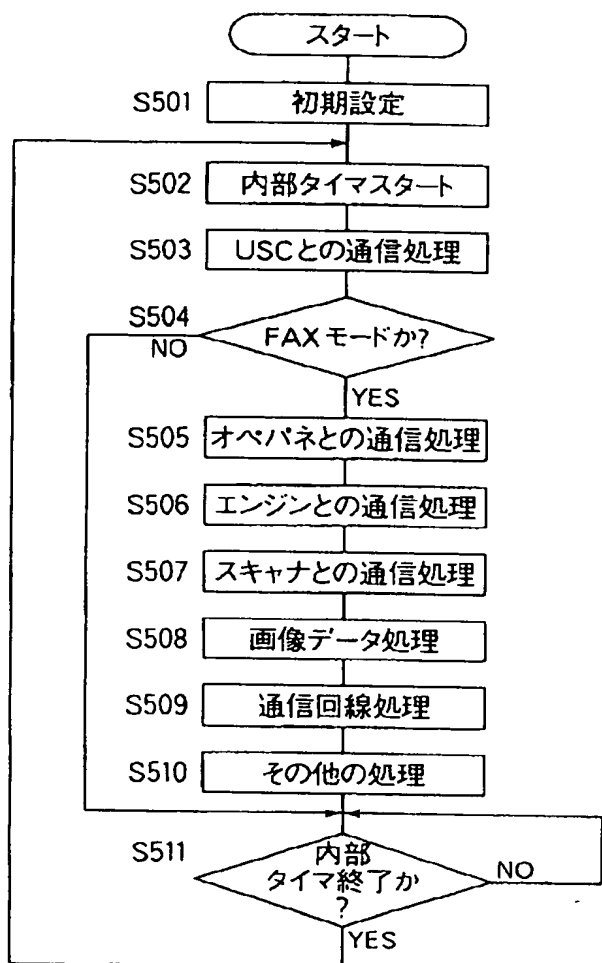 スタート
S501 初期設定
S502 内部タイマスタート
S503 USCとの通信処理
S504
NO
FAXモードか?
YES
S505 オペパネとの通信処理
S506 エンジンとの通信処理
S507 スキャナとの通信処理
S508 画像データ処理
S509 通信回線処理
S510 その他の処理
S511
内部
タイマ終了か
?
NO
YES